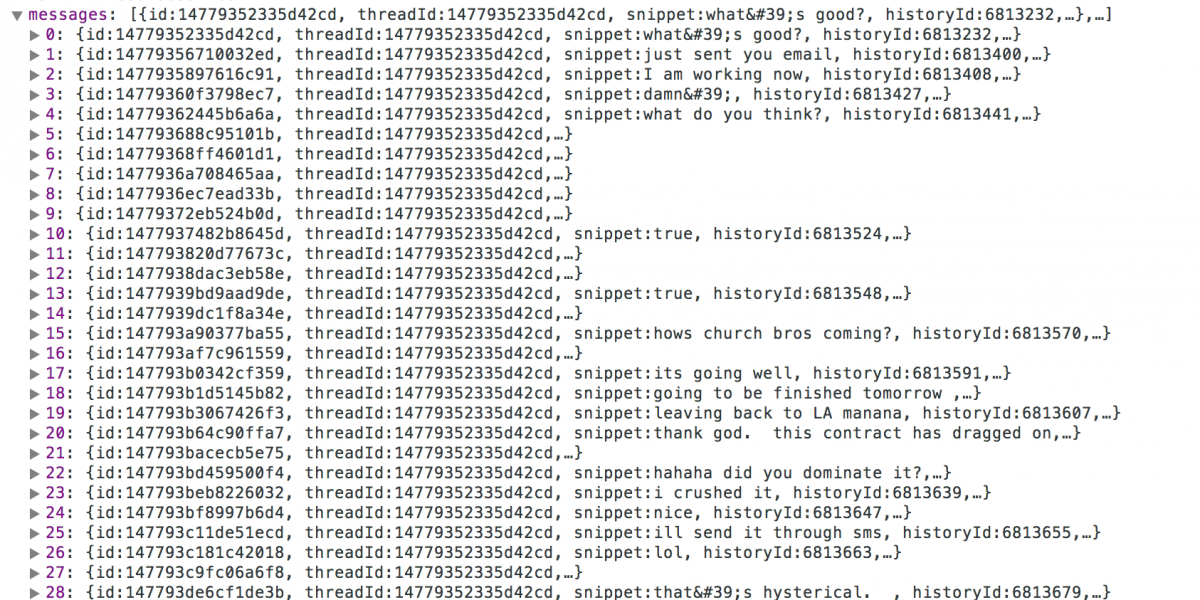 ▼messages: [{id:14779352335d42cd, threadId:14779352335d42cd, snippet:what&#39;s good?, historyId:6813232,…},…]
▶0: {id:14779352335d42cd, threadId:14779352335d42cd, snippet:what&#39;s good?, historyId:6813232,…}
▶1: {id:14779356710032ed, threadId:14779352335d42cd, snippet:just sent you email, historyId:6813400,…}
▶2: {id:1477935897616c91, threadId:14779352335d42cd, snippet:I am working now, historyId:6813408,…}
▶3: {id:14779360f3798ec7, threadId:14779352335d42cd, snippet:damn&#39;, historyId:6813427,…}
▶4: {id:14779362445b6a6a, threadId:14779352335d42cd, snippet:what do you think?, historyId:6813441,…}
▶5: {id:147793688c95101b, threadId:14779352335d42cd,…}
▶6: {id:14779368ff4601d1, threadId:14779352335d42cd,…}
▶7: {id:1477936a708465aa, threadId:14779352335d42cd,…}
▶8: {id:1477936ec7ead33b, threadId:14779352335d42cd,…}
▶9: {id:14779372eb524b0d, threadId:14779352335d42cd,…}
▶10: {id:1477937482b8645d, threadId:14779352335d42cd, snippet:true, historyId:6813524,…}
▶11: {id:147793820d77673c, threadId:14779352335d42cd,…}
▶12: {id:1477938dac3eb58e, threadId:14779352335d42cd,…}
▶13: {id:1477939bd9aad9de, threadId:14779352335d42cd, snippet:true, historyId:6813548,…}
▶14: {id:1477939dc1f8a34e, threadId:14779352335d42cd,…}
▶15: {id:147793a90377ba55, threadId:14779352335d42cd, snippet:hows church bros coming?, historyId:6813570,…}
▶16: {id:147793af7c961559, threadId:14779352335d42cd,…}
▶17: {id:147793b0342cf359, threadId:14779352335d42cd, snippet:its going well, historyId:6813591,…}
▶18: {id:147793b1d5145b82, threadId:14779352335d42cd, snippet:going to be finished tomorrow ,…}
▶19: {id:147793b3067426f3, threadId:14779352335d42cd, snippet:leaving back to LA manana, historyId:6813607,…}
▶20: {id:147793b64c90ffa7, threadId:14779352335d42cd, snippet:thank god.  this contract has dragged on,…}
▶21: {id:147793bacecb5e75, threadId:14779352335d42cd,…}
▶22: {id:147793bd459500f4, threadId:14779352335d42cd, snippet:hahaha did you dominate it?,…}
▶23: {id:147793beb8226032, threadId:14779352335d42cd, snippet:i crushed it, historyId:6813639,…}
▶24: {id:147793bf8997b6d4, threadId:14779352335d42cd, snippet:nice, historyId:6813647,…}
▶25: {id:147793c11de51ecd, threadId:14779352335d42cd, snippet:ill send it through sms, historyId:6813655,…}
▶26: {id:147793c181c42018, threadId:14779352335d42cd, snippet:lol, historyId:6813663,…}
▶27: {id:147793c9fc06a6f8, threadId:14779352335d42cd,…}
▶28: {id:147793de6cf1de3b, threadId:14779352335d42cd, snippet:that&#39;s hysterical.  , historyId:6813679,…}